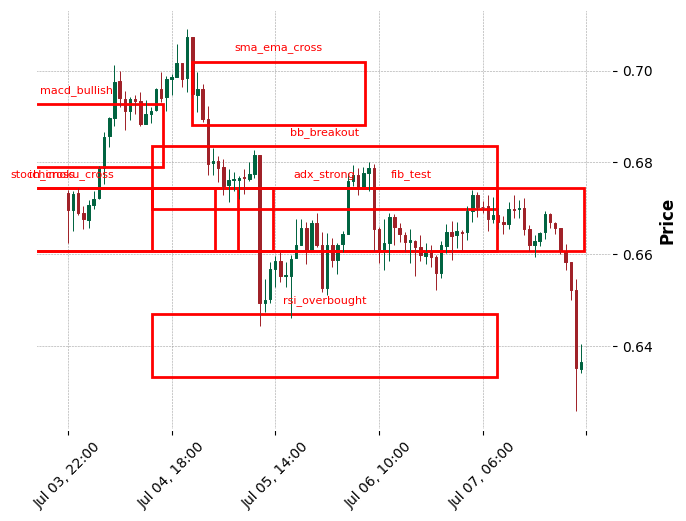 sma_ema_cross
0.70
macd_bullish
bb_breakout
0.68
ichimoku_cross
adx_strong
fib_test
Price
0.66
rsi_overbought
0.64
Jul 03, 22:00
Jul 04, 18:00
Jul 05, 14:00
Jul 06, 10:00
Jul 07, 06:00